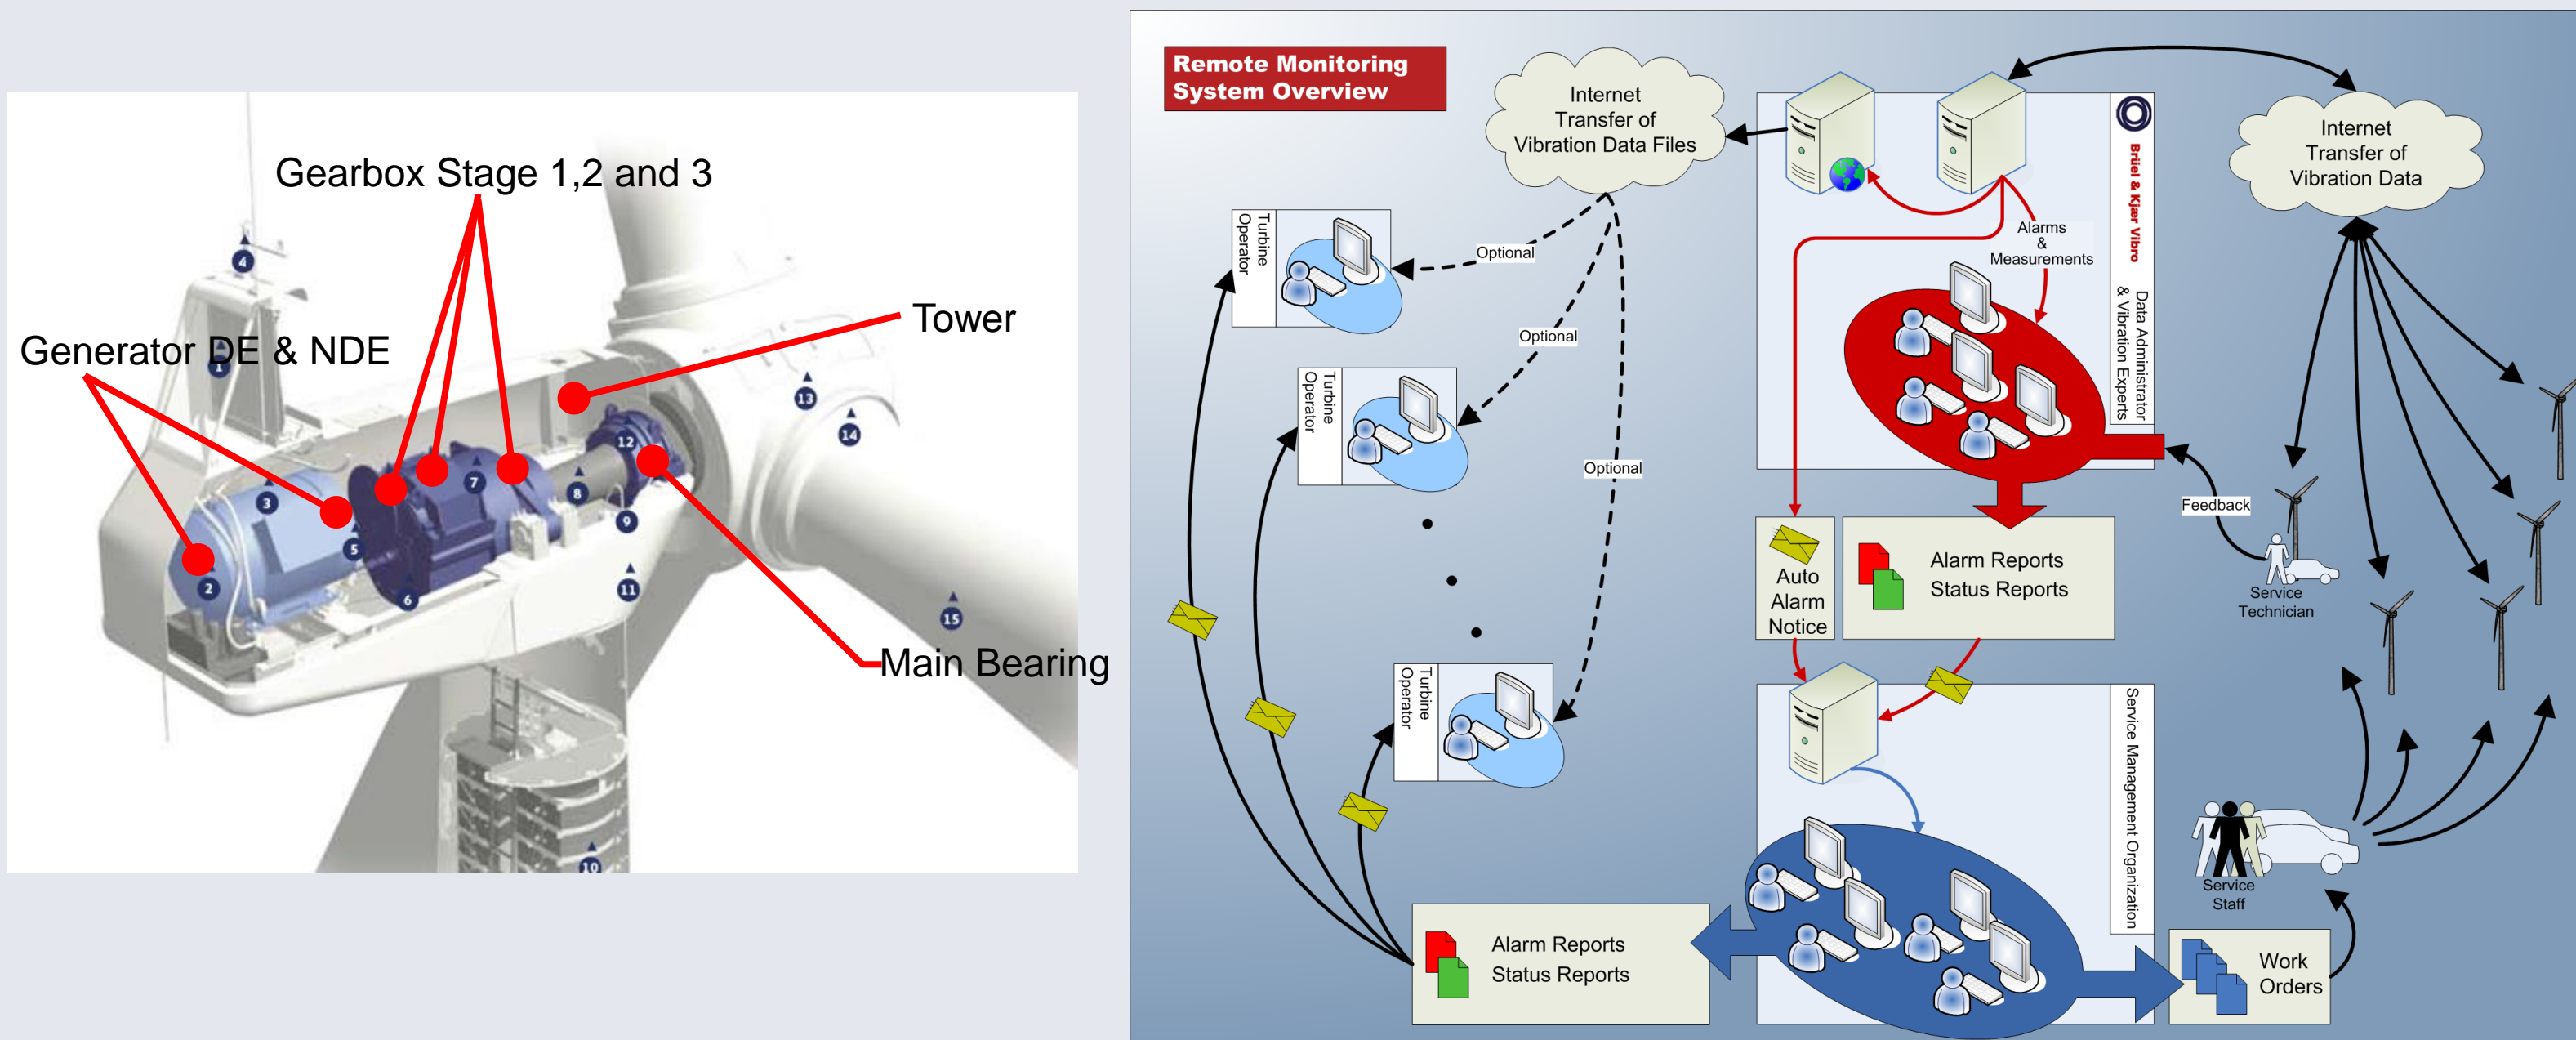 Gearbox Stage 1,2 and 3
Generator DE & NDE
Tower
Main Bearing
4
1
3
2
5
6
7
8
12
9
11
10
13
14
15
Remote Monitoring
System Overview
Internet
Transfer of
Vibration Data Files
Turbine
Operator
Optional
Turbine
Operator
Optional
Optional
Turbine
Operator
Brüel & Kjær Vibro
Data Administrator
& Vibration Experts
Alarms
&
Measurements
Internet
Transfer of
Vibration Data
Feedback
Service
Technician
Auto
Alarm
Notice
Alarm Reports
Status Reports
Service Management Organization
Service
Staff
Alarm Reports
Status Reports
Work
Orders